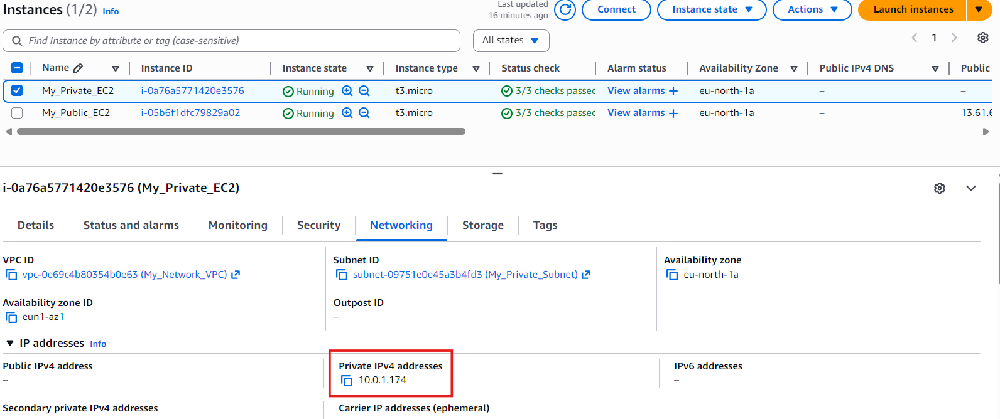 Instances (1/2) Info
Last updated
16 minutes ago
Connect
Instance state
Actions
Launch instances
Find Instance by attribute or tag (case-sensitive)
All states
1
Name Instance ID Instance state Instance type Status check Alarm status Availability Zone Public IPv4 DNS Public
My_Private_EC2 i-0a76a5771420e3576 Running t3.micro 3/3 checks passec View alarms + eu-north-1a – –
My_Public_EC2 i-05b6f1dfc79829a02 Running t3.micro 3/3 checks passec View alarms + eu-north-1a – 13.61.6
i-0a76a5771420e3576 (My_Private_EC2)
Details Status and alarms Monitoring Security Networking Storage Tags
VPC ID Subnet ID Availability zone
vpc-0e69c4b80354b0e63 (My_Network_VPC) subnet-09751e0e45a3b4fd3 (My_Private_Subnet) eu-north-1a
Availability zone ID Outpost ID
eun1-az1 –
IP addresses Info
Public IPv4 address Private IPv4 addresses IPv6 addresses
– 10.0.1.174 –
Secondary private IPv4 addresses Carrier IP addresses (ephemeral)